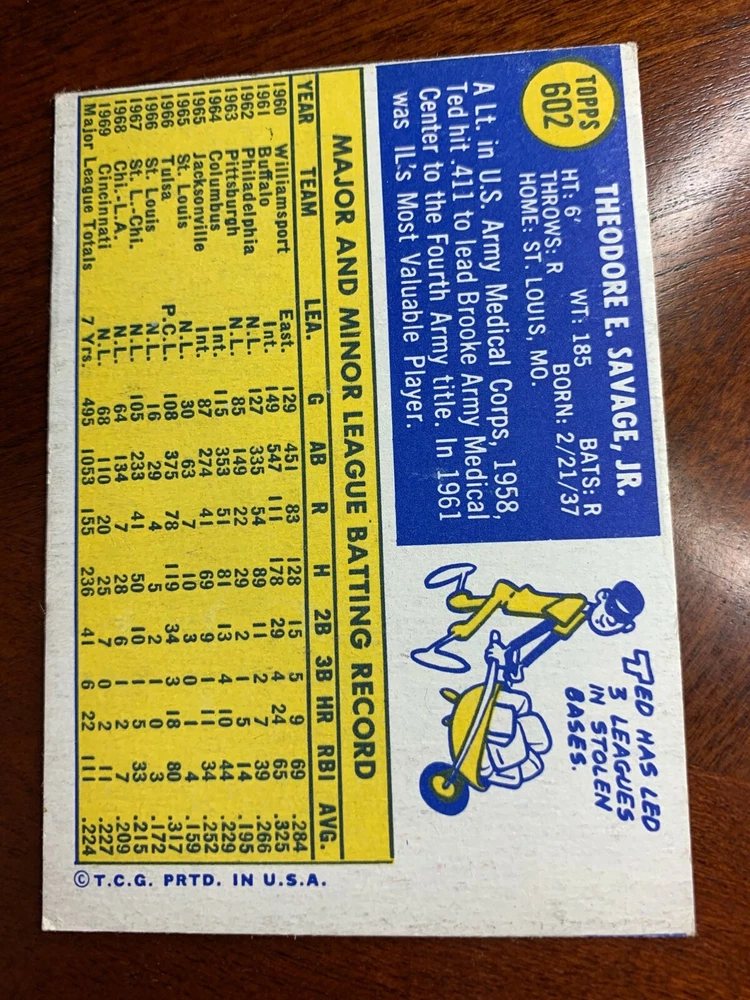 TOPPS
602
THEODORE E. SAVAGE, JR.
HT: 6' WT: 185 BATS: R
THROWS: R BORN: 2/21/37
HOME: ST. LOUIS, MO.
A Lt. in U.S. Army Medical Corps, 1958,
Ted hit .411 to lead Brooke Army Medical
Center to the Fourth Army title. In 1961
was IL's Most Valuable Player.
TED HAS LED
3 LEAGUES
IN STOLEN
BASES.
MAJOR AND MINOR LEAGUE BATTING RECORD
YEAR TEAM LEA. G AB R H 2B 3B HR RBI AVG.
1960 Williamsport East. 129 451 83 128 15 5 9 69 .284
1961 Buffalo Int. 149 547 111 178 29 4 24 65 .325
1962 Philadelphia N.L. 127 335 54 89 11 2 7 39 .266
1963 Pittsburgh N.L. 85 149 22 29 2 1 5 14 .195
1964 Columbus Int. 115 353 51 81 13 4 10 44 .229
1965 Jacksonville Int. 87 274 41 69 9 1 11 34 .252
1965 St. Louis N.L. 30 63 7 10 3 0 1 4 .159
1966 Tulsa P.C.L. 108 375 78 119 34 3 18 80 .317
1966 St. Louis N.L. 16 29 4 5 2 1 0 3 .172
1967 St. L.-Chi. N.L. 105 233 41 50 10 1 5 33 .215
1968 Chi.-L.A. N.L. 64 134 7 28 6 1 2 7 .209
1969 Cincinnati N.L. 68 110 20 25 7 0 2 11 .227
Major League Totals 7 Yrs. 495 1053 155 236 41 6 22 111 .224
© T.C.G. PRTD. IN U.S.A.